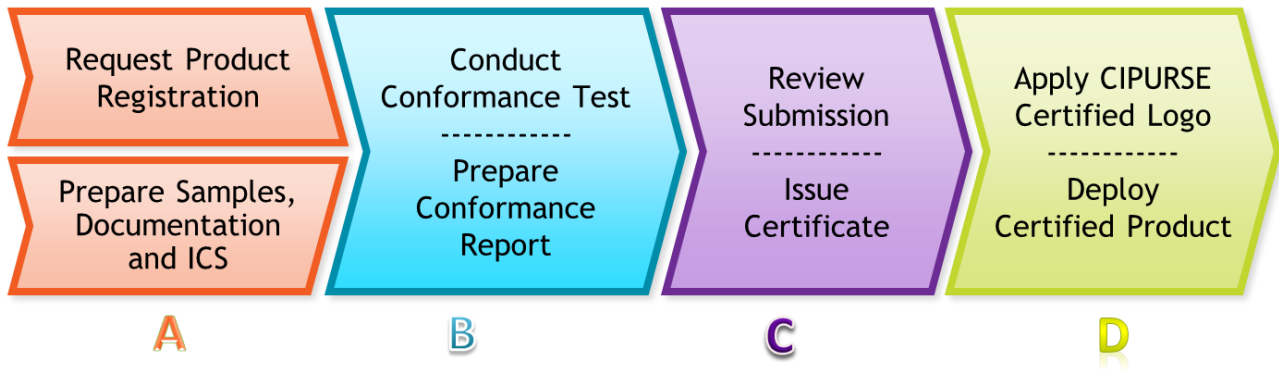 Request Product
Registration
Prepare Samples,
Documentation
and ICS
A
Conduct
Conformance Test
------------
Prepare
Conformance
Report
B
Review
Submission
------------
Issue
Certificate
C
Apply CIPURSE
Certified Logo
------------
Deploy
Certified Product
D